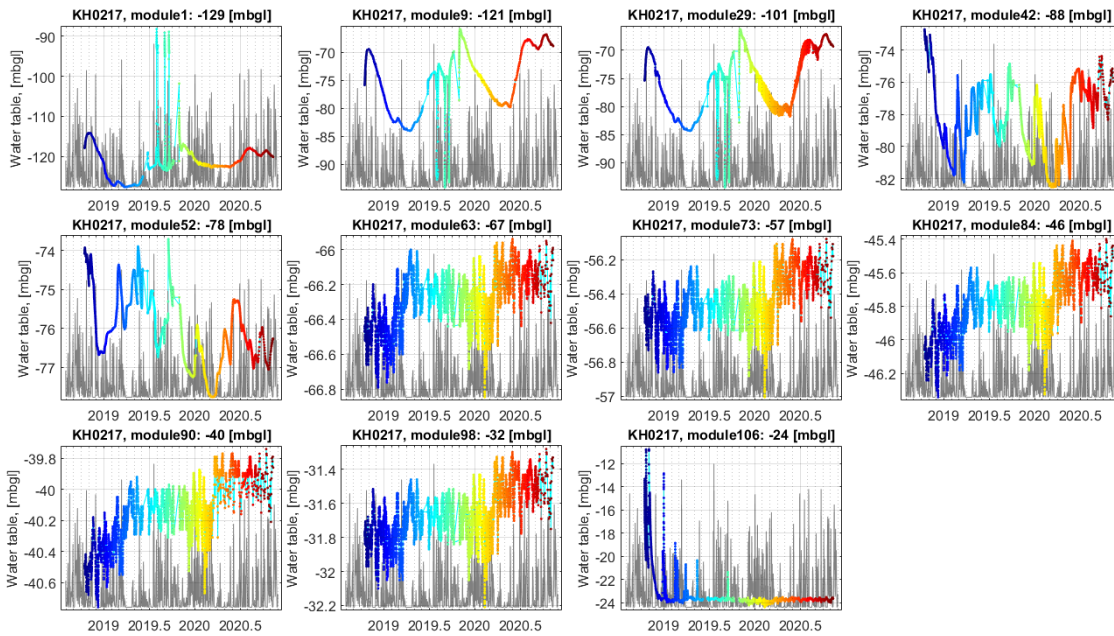 KH0217, module1: -129 [mbgl]
Water table, [mbgl]
-90
-100
-110
-120
2019 2019.5 2020 2020.5
KH0217, module9: -121 [mbgl]
Water table, [mbgl]
-70
-80
-90
2019 2019.5 2020 2020.5
KH0217, module29: -101 [mbgl]
Water table, [mbgl]
-70
-80
-90
2019 2019.5 2020 2020.5
KH0217, module42: -88 [mbgl]
Water table, [mbgl]
-74
-76
-78
-80
-82
2019 2019.5 2020 2020.5
KH0217, module52: -78 [mbgl]
Water table, [mbgl]
-74
-75
-76
-77
2019 2019.5 2020 2020.5
KH0217, module63: -67 [mbgl]
Water table, [mbgl]
-66
-66.2
-66.4
-66.6
-66.8
2019 2019.5 2020 2020.5
KH0217, module73: -57 [mbgl]
Water table, [mbgl]
-56.2
-56.4
-56.6
-56.8
-57
2019 2019.5 2020 2020.5
KH0217, module84: -46 [mbgl]
Water table, [mbgl]
-45.4
-45.6
-45.8
-46
-46.2
2019 2019.5 2020 2020.5
KH0217, module90: -40 [mbgl]
Water table, [mbgl]
-39.8
-40
-40.2
-40.4
-40.6
2019 2019.5 2020 2020.5
KH0217, module98: -32 [mbgl]
Water table, [mbgl]
-31.4
-31.6
-31.8
-32
-32.2
2019 2019.5 2020 2020.5
KH0217, module106: -24 [mbgl]
Water table, [mbgl]
-12
-14
-16
-18
-20
-22
-24
2019 2019.5 2020 2020.5